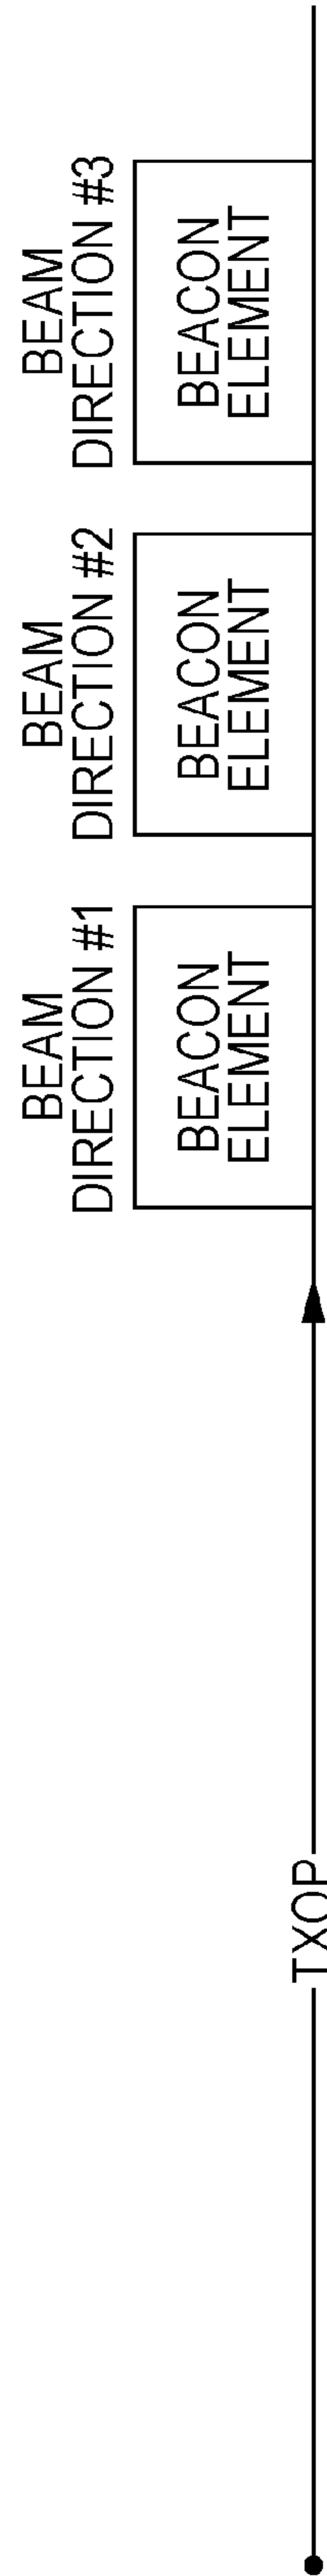 TXOP
BEAM
DIRECTION #1
BEACON
ELEMENT
BEAM
DIRECTION #2
BEACON
ELEMENT
BEAM
DIRECTION #3
BEACON
ELEMENT